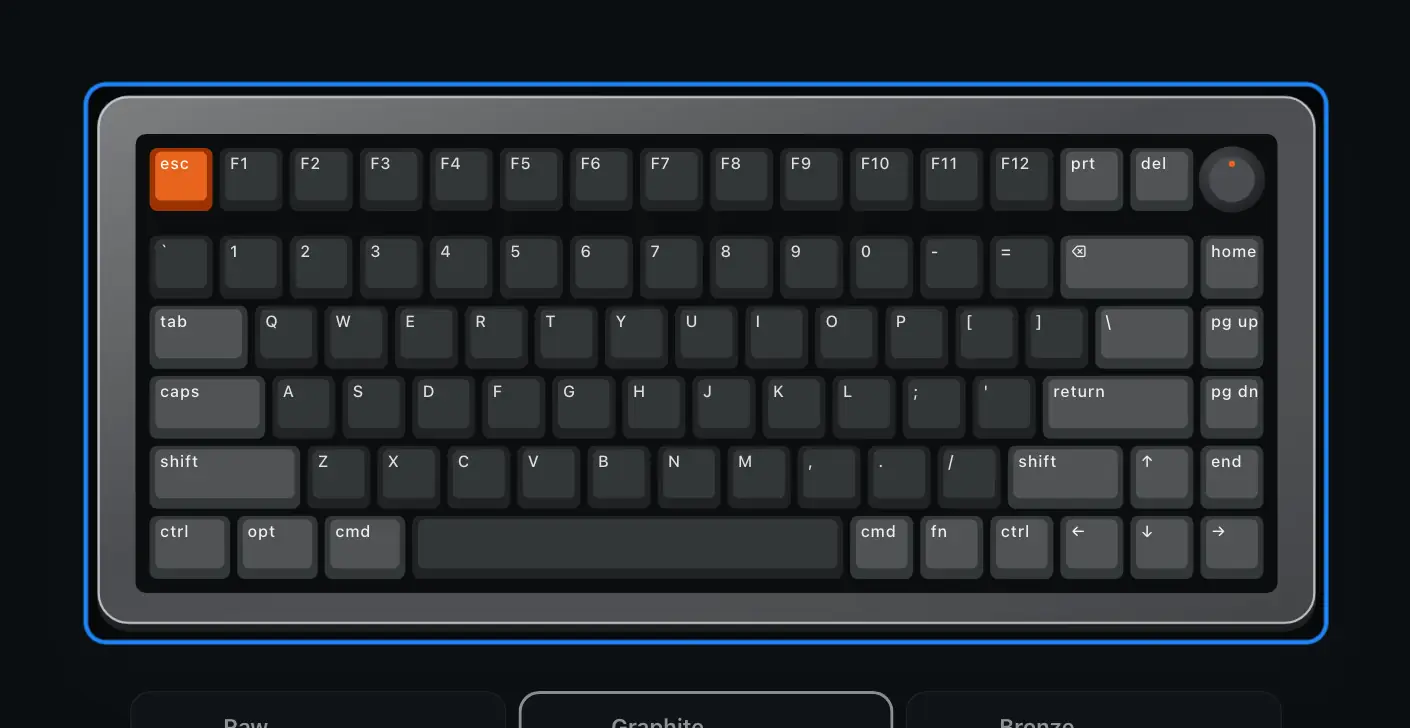 esc F1 F2 F3 F4 F5 F6 F7 F8 F9 F10 F11 F12 prt del
` 1 2 3 4 5 6 7 8 9 0 - = ⌫ home
tab Q W E R T Y U I O P [ ] \ pg up
caps A S D F G H J K L ; ' return pg dn
shift Z X C V B N M , . / shift ↑ end
ctrl opt cmd cmd fn ctrl ← ↓ →
Raw Graphite Bronze